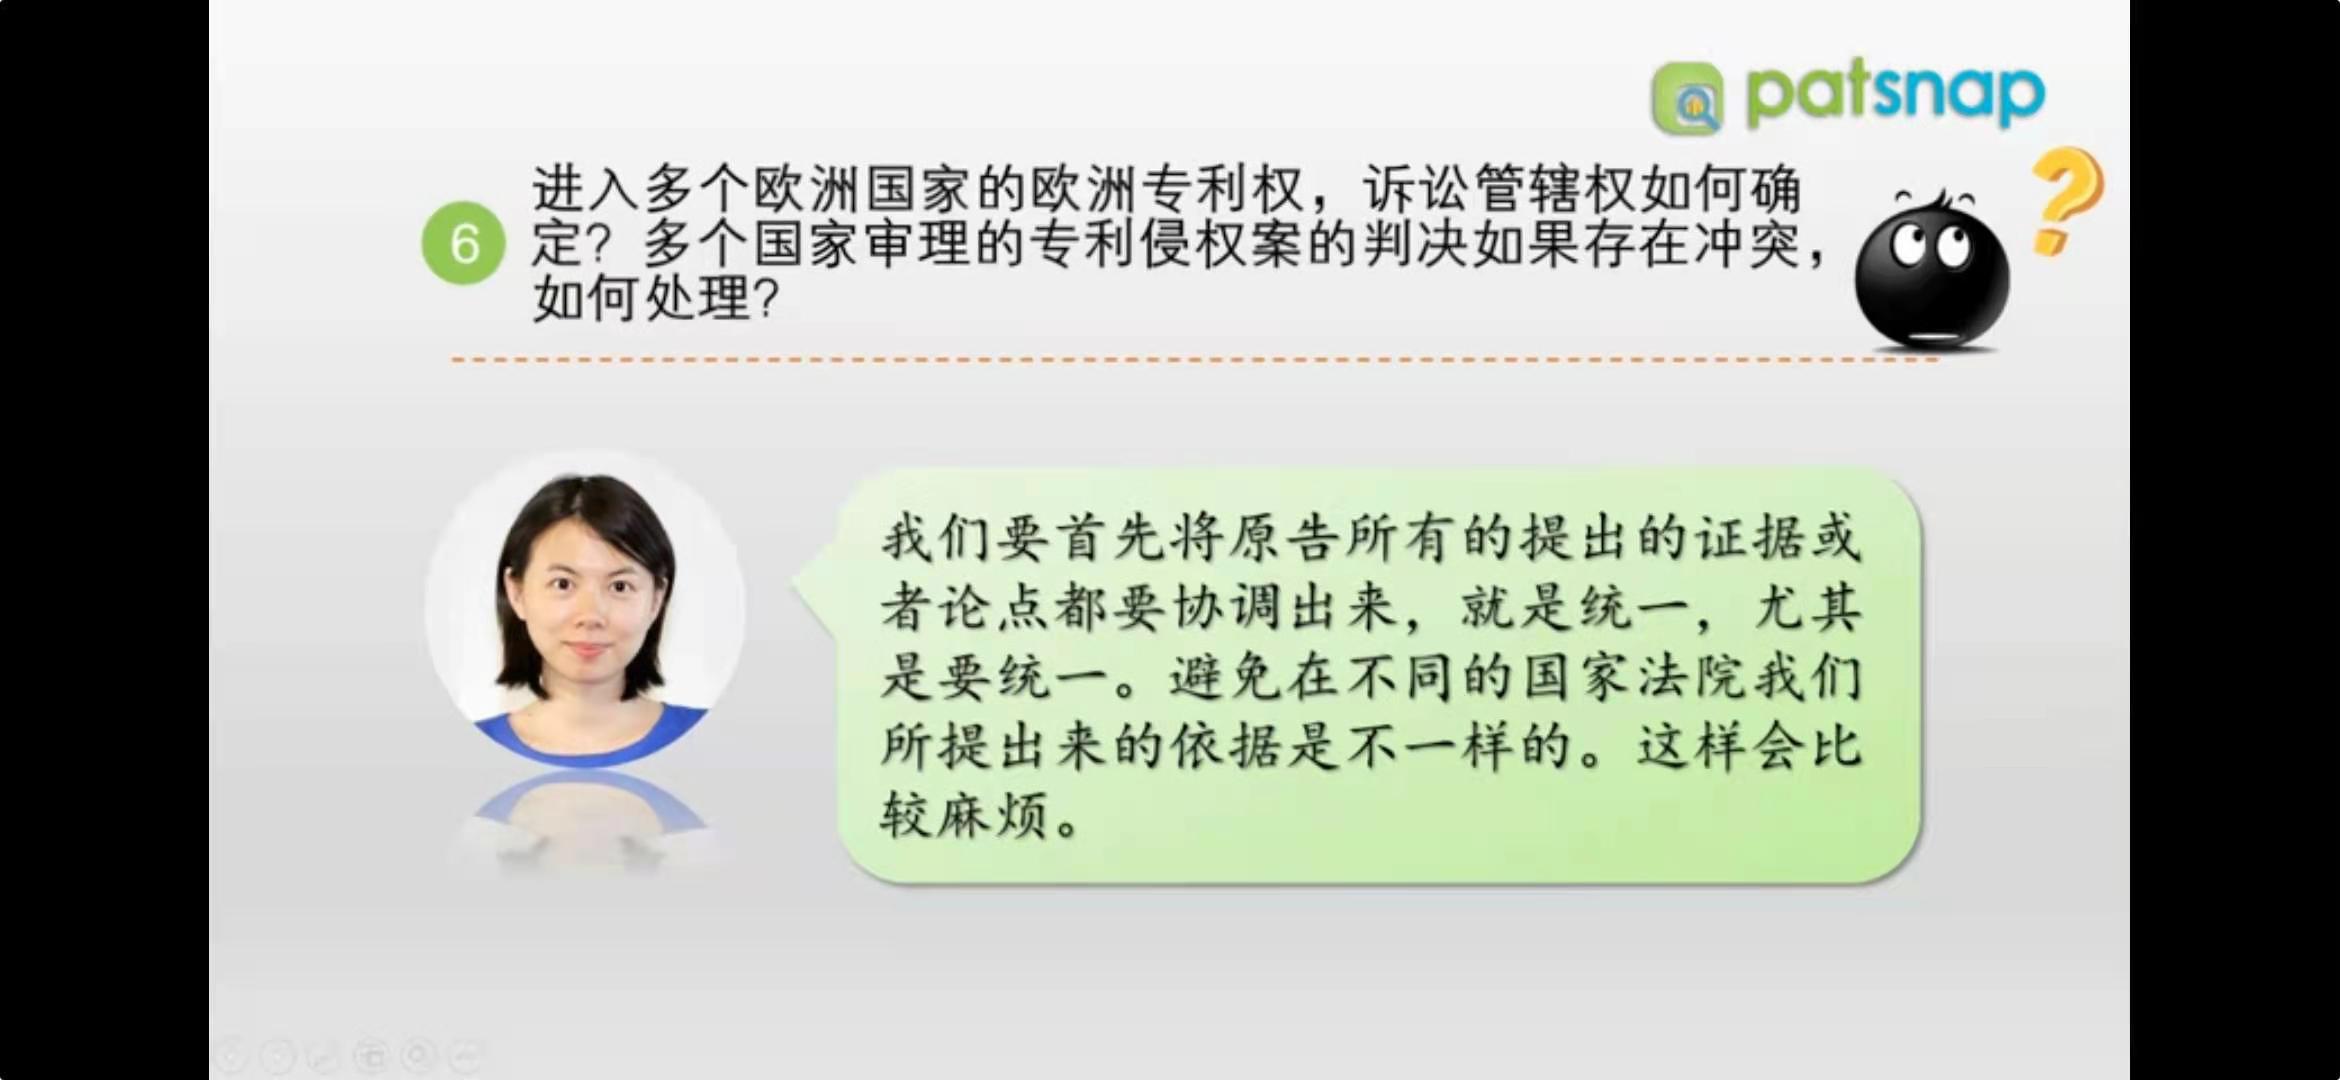 patsnap
6
进入多个欧洲国家的欧洲专利权，诉讼管辖权如何确
定？多个国家审理的专利侵权案的判决如果存在冲突，
如何处理？
我们要首先将原告所有的提出的证据或
者论点都要协调出来，就是统一，尤其
是要统一。避免在不同的国家法院我们
所提出来的依据是不一样的。这样会比
较麻烦。